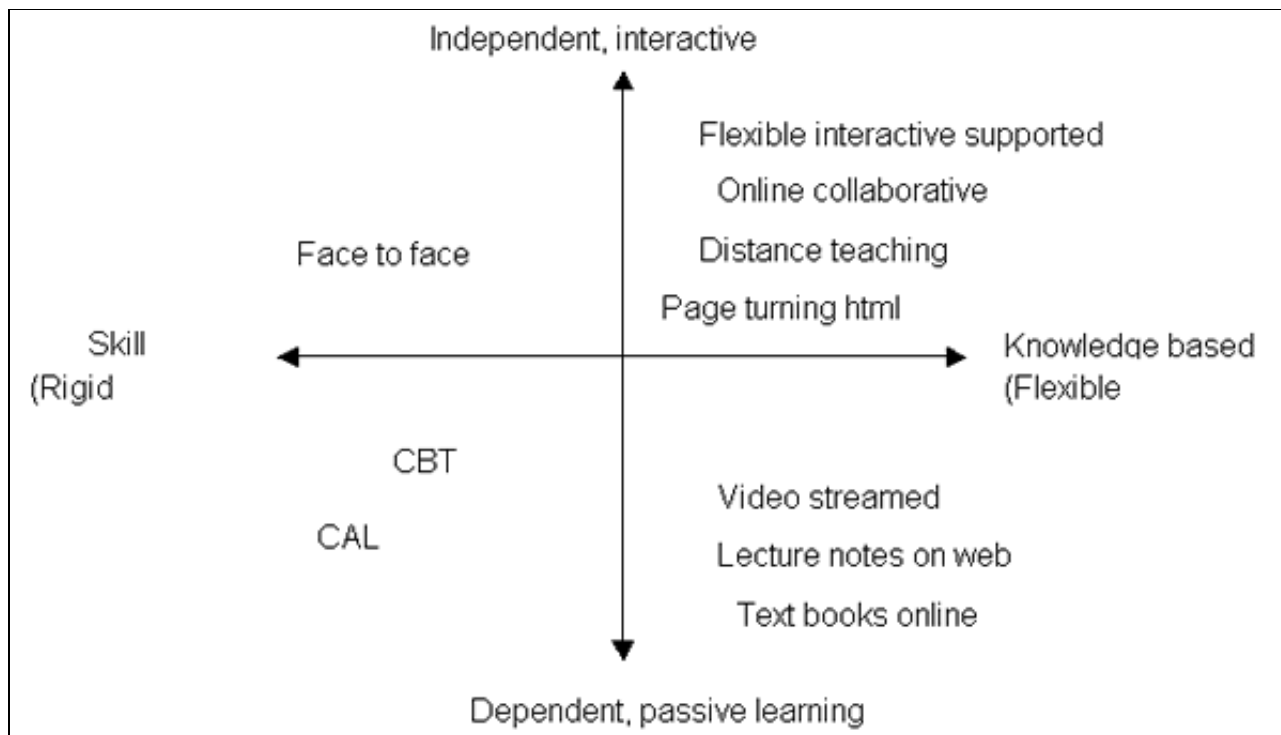 Independent, interactive
Flexible interactive supported
Online collaborative
Face to face
Distance teaching
Page turning html
Skill
(Rigid
Knowledge based
(Flexible
CBT
CAL
Video streamed
Lecture notes on web
Text books online
Dependent, passive learning